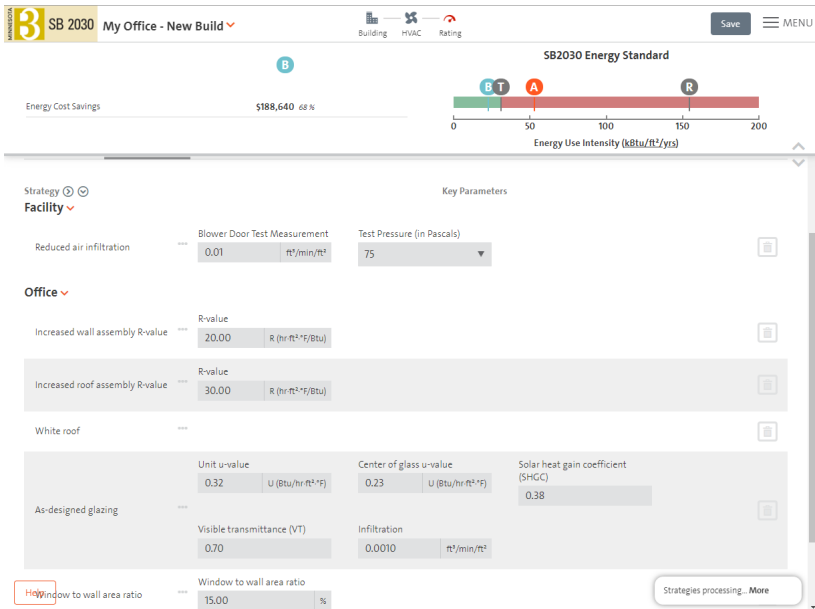 MINNESOTA B3 SB 2030 My Office - New Build Building HVAC Rating Save MENU
SB2030 Energy Standard
B
B T A R
Energy Cost Savings $188,640 68 %
0 50 100 150 200
Energy Use Intensity (kBtu/ft²/yrs)
Strategy Key Parameters
Facility
Blower Door Test Measurement Test Pressure (in Pascals)
Reduced air infiltration 0.01 ft³/min/ft² 75
Office
R-value
Increased wall assembly R-value 20.00 R (hr·ft²·°F/Btu)
R-value
Increased roof assembly R-value 30.00 R (hr·ft²·°F/Btu)
White roof
Unit u-value Center of glass u-value Solar heat gain coefficient
(SHGC)
0.32 U (Btu/hr·ft²·°F) 0.23 U (Btu/hr·ft²·°F) 0.38
As-designed glazing
Visible transmittance (VT) Infiltration
0.70 0.0010 ft³/min/ft²
Window to wall area ratio
Help Window to wall area ratio 15.00 %
Strategies processing... More